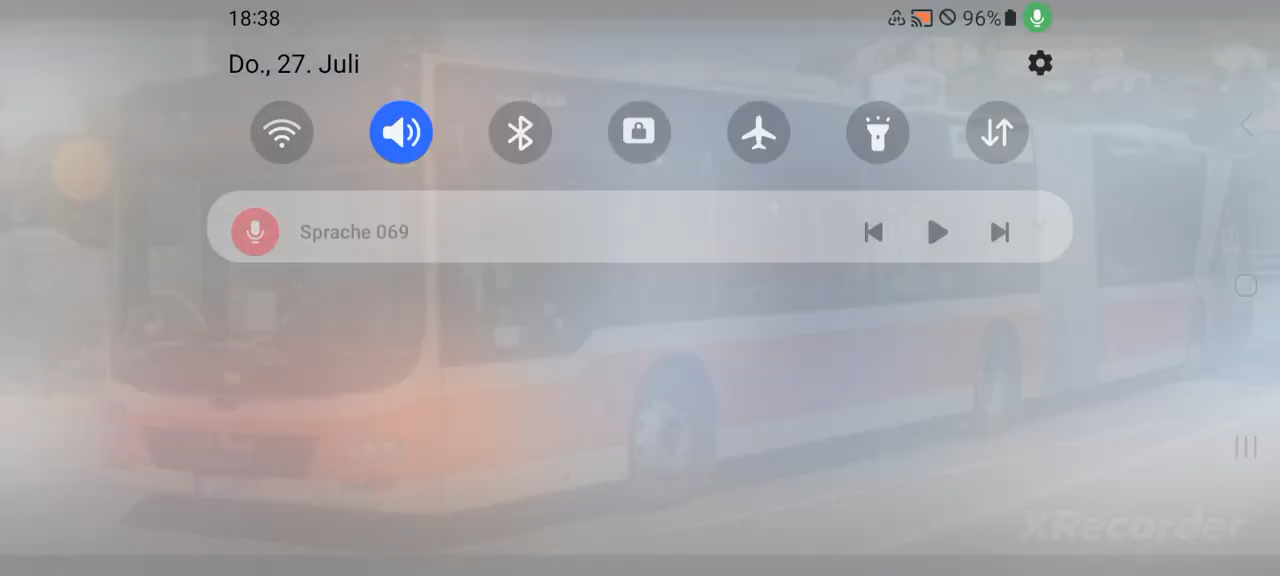 18:38
96%
Do., 27. Juli
Sprache 069
XRecorder